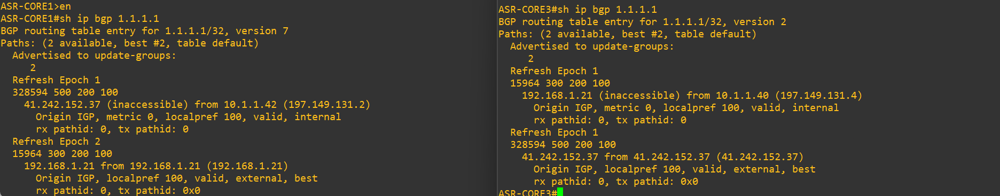 ASR-CORE1>en
ASR-CORE1#sh ip bgp 1.1.1.1
BGP routing table entry for 1.1.1.1/32, version 7
Paths: (2 available, best #2, table default)
  Advertised to update-groups:
     2
  Refresh Epoch 1
  328594 500 200 100
    41.242.152.37 (inaccessible) from 10.1.1.42 (197.149.131.2)
      Origin IGP, metric 0, localpref 100, valid, internal
      rx pathid: 0, tx pathid: 0
  Refresh Epoch 2
  15964 300 200 100
    192.168.1.21 from 192.168.1.21 (192.168.1.21)
      Origin IGP, localpref 100, valid, external, best
      rx pathid: 0, tx pathid: 0x0
ASR-CORE3#sh ip bgp 1.1.1.1
BGP routing table entry for 1.1.1.1/32, version 2
Paths: (2 available, best #2, table default)
  Advertised to update-groups:
     2
  Refresh Epoch 1
  15964 300 200 100
    192.168.1.21 (inaccessible) from 10.1.1.40 (197.149.131.4)
      Origin IGP, metric 0, localpref 100, valid, internal
      rx pathid: 0, tx pathid: 0
  Refresh Epoch 1
  328594 500 200 100
    41.242.152.37 from 41.242.152.37 (41.242.152.37)
      Origin IGP, localpref 100, valid, external, best
      rx pathid: 0, tx pathid: 0x0
ASR-CORE3#